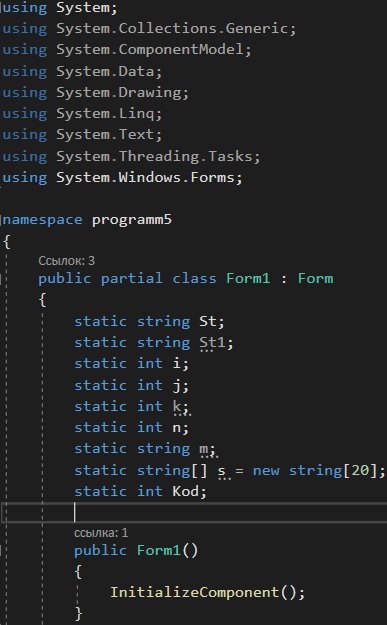 using System;
using System.Collections.Generic;
using System.ComponentModel;
using System.Data;
using System.Drawing;
using System.Linq;
using System.Text;
using System.Threading.Tasks;
using System.Windows.Forms;
namespace programm5
{
Ссылок: 3
public partial class Form1 : Form
{
static string St;
static string St1;
static int i;
static int j;
static int k;
static int n;
static string m;
static string[] s = new string[20];
static int Kod;
ссылка: 1
public Form1()
{
InitializeComponent();
}